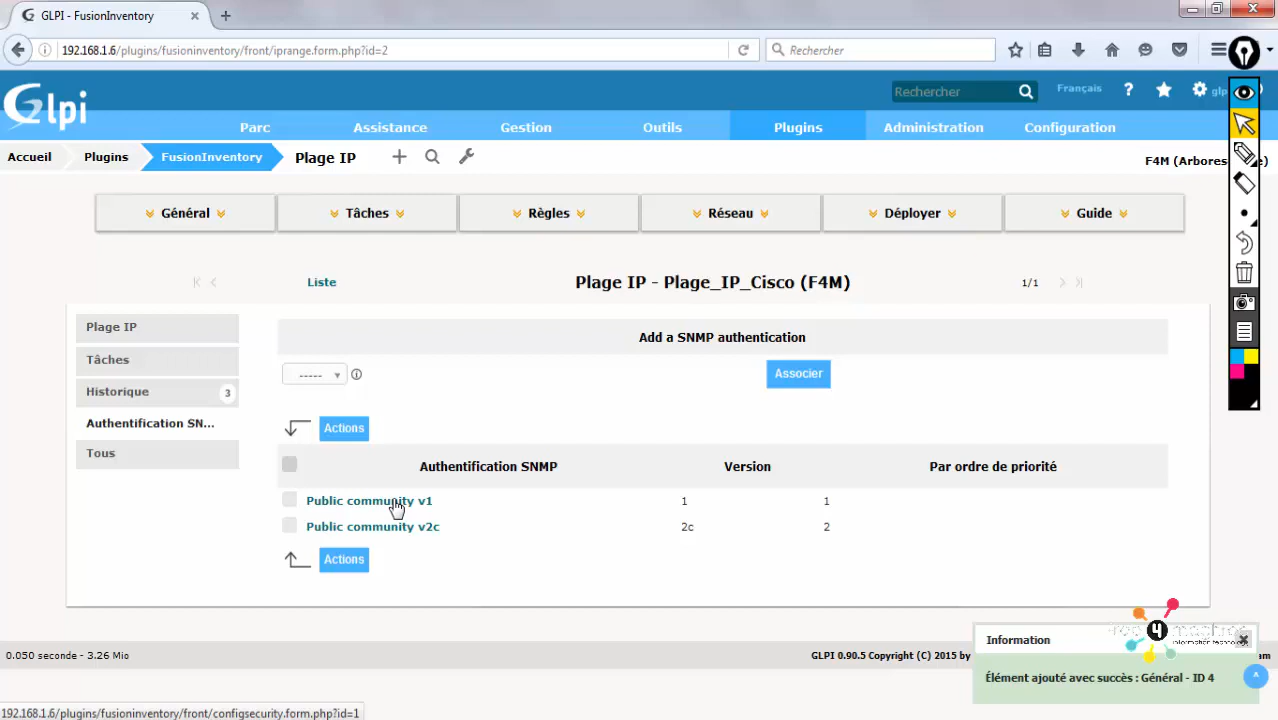 GLPI - FusionInventory
192.168.1.6/plugins/fusioninventory/front/iprange.form.php?id=2
Rechercher
Glpi
Rechercher
Français
?
glp
Parc
Assistance
Gestion
Outils
Plugins
Administration
Configuration
Accueil
Plugins
FusionInventory
Plage IP
F4M (Arbores
e)
Général
Tâches
Règles
Réseau
Déployer
Guide
Liste
Plage IP - Plage_IP_Cisco (F4M)
1/1
Plage IP
Tâches
Historique 3
Authentification SN...
Tous
Add a SNMP authentication
-----
Associer
Actions
Authentification SNMP Version Par ordre de priorité
Public community v1 1 1
Public community v2c 2c 2
Actions
0.050 seconde - 3.26 Mio
GLPI 0.90.5 Copyright (C) 2015 by
am
Information
4
Élément ajouté avec succès : Général - ID 4
192.168.1.6/plugins/fusioninventory/front/configsecurity.form.php?id=1